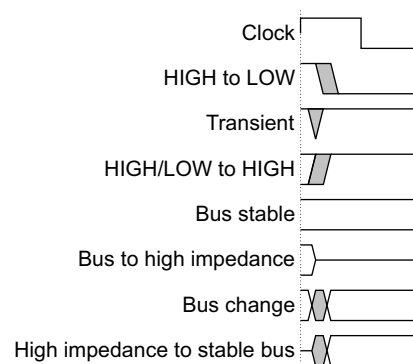 Clock
HIGH to LOW
Transient
HIGH/LOW to HIGH
Bus stable
Bus to high impedance
Bus change
High impedance to stable bus